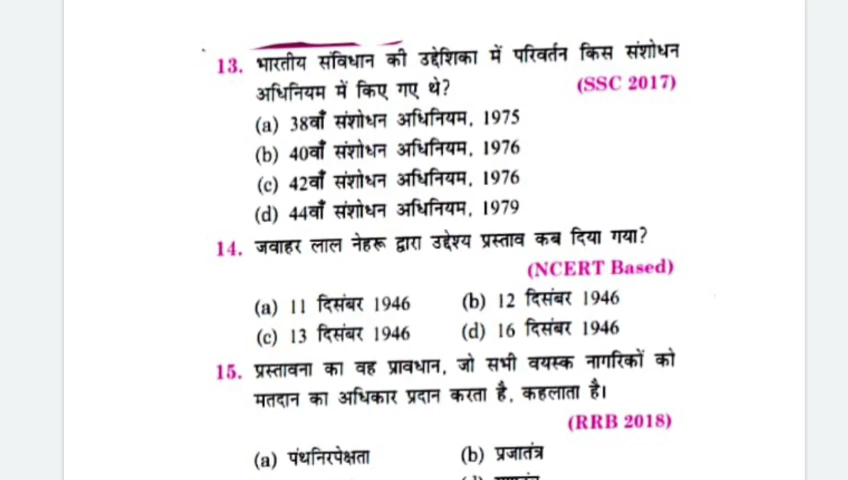 13. भारतीय संविधान की उद्देशिका में परिवर्तन किस संशोधन
अधिनियम में किए गए थे? (SSC 2017)
(a) 38वाँ संशोधन अधिनियम, 1975
(b) 40वाँ संशोधन अधिनियम, 1976
(c) 42वाँ संशोधन अधिनियम, 1976
(d) 44वाँ संशोधन अधिनियम, 1979
14. जवाहर लाल नेहरू द्वारा उद्देश्य प्रस्ताव कब दिया गया?
(NCERT Based)
(a) 11 दिसंबर 1946 (b) 12 दिसंबर 1946
(c) 13 दिसंबर 1946 (d) 16 दिसंबर 1946
15. प्रस्तावना का वह प्रावधान, जो सभी वयस्क नागरिकों को
मतदान का अधिकार प्रदान करता है, कहलाता है।
(RRB 2018)
(a) पंथनिरपेक्षता (b) प्रजातंत्र